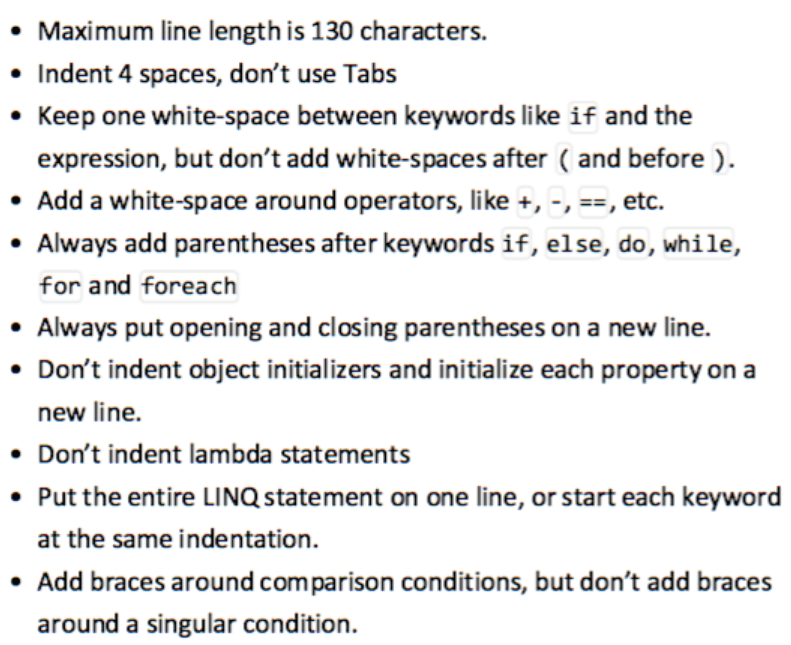 • Maximum line length is 130 characters.
• Indent 4 spaces, don't use Tabs
• Keep one white-space between keywords like if and the
expression, but don't add white-spaces after ( and before ).
• Add a white-space around operators, like +, -, ==, etc.
• Always add parentheses after keywords if, else, do, while,
for and foreach
• Always put opening and closing parentheses on a new line.
• Don't indent object initializers and initialize each property on a
new line.
• Don't indent lambda statements
• Put the entire LINQ statement on one line, or start each keyword
at the same indentation.
• Add braces around comparison conditions, but don't add braces
around a singular condition.